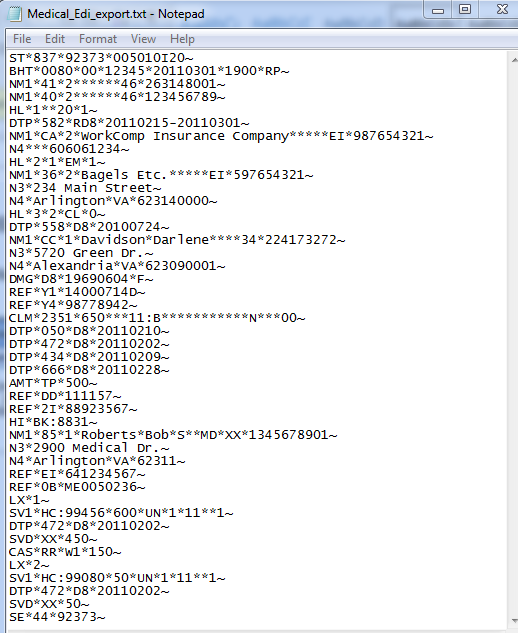 Medical_Edi_export.txt - Notepad
File Edit Format View Help
ST*837*92373*005010I20~
BHT*0080*00*12345*20110301*1900*RP~
NM1*41*2******46*263148001~
NM1*40*2******46*123456789~
HL*1**20*1~
DTP*582*RD8*20110215-20110301~
NM1*CA*2*WorkComp Insurance Company*****EI*987654321~
N4***606061234~
HL*2*1*EM*1~
NM1*36*2*Bagels Etc.*****EI*597654321~
N3*234 Main Street~
N4*Arlington*VA*623140000~
HL*3*2*CL*0~
DTP*558*D8*20100724~
NM1*CC*1*Davidson*Darlene****34*224173272~
N3*5720 Green Dr.~
N4*Alexandria*VA*623090001~
DMG*D8*19690604*F~
REF*Y1*14000714D~
REF*Y4*98778942~
CLM*2351*650***11:B***********N***00~
DTP*050*D8*20110210~
DTP*472*D8*20110202~
DTP*434*D8*20110209~
DTP*666*D8*20110228~
AMT*TP*500~
REF*DD*111157~
REF*2I*88923567~
HI*BK:8831~
NM1*85*1*Roberts*Bob*S**MD*XX*1345678901~
N3*2900 Medical Dr.~
N4*Arlington*VA*62311~
REF*EI*641234567~
REF*0B*ME0050236~
LX*1~
SV1*HC:99456*600*UN*1*11**1~
DTP*472*D8*20110202~
SVD*XX*450~
CAS*RR*W1*150~
LX*2~
SV1*HC:99080*50*UN*1*11**1~
DTP*472*D8*20110202~
SVD*XX*50~
SE*44*92373~